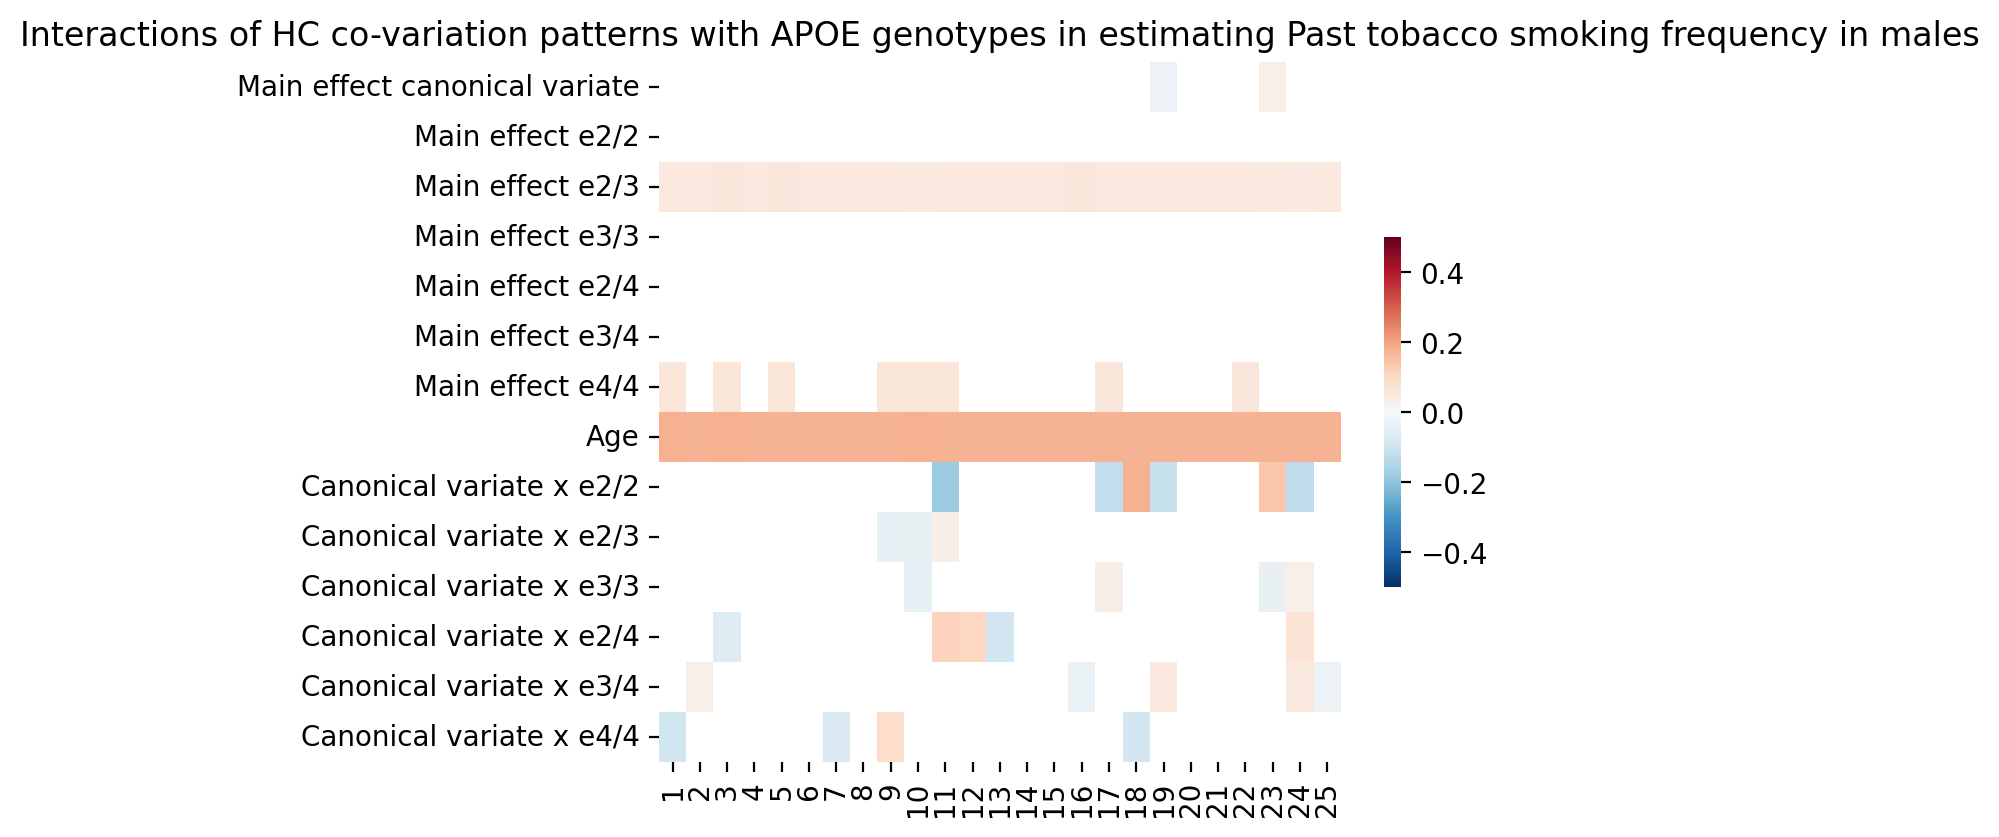 Interactions of HC co-variation patterns with APOE genotypes in estimating Past tobacco smoking frequency in males
Main effect canonical variate
Main effect e2/2
Main effect e2/3
Main effect e3/3
Main effect e2/4
Main effect e3/4
Main effect e4/4
Age
Canonical variate x e2/2
Canonical variate x e2/3
Canonical variate x e3/3
Canonical variate x e2/4
Canonical variate x e3/4
Canonical variate x e4/4
1 2 3 4 5 6 7 8 9 10 11 12 13 14 15 16 17 18 19 20 21 22 23 24 25
0.4
0.2
0.0
−0.2
−0.4